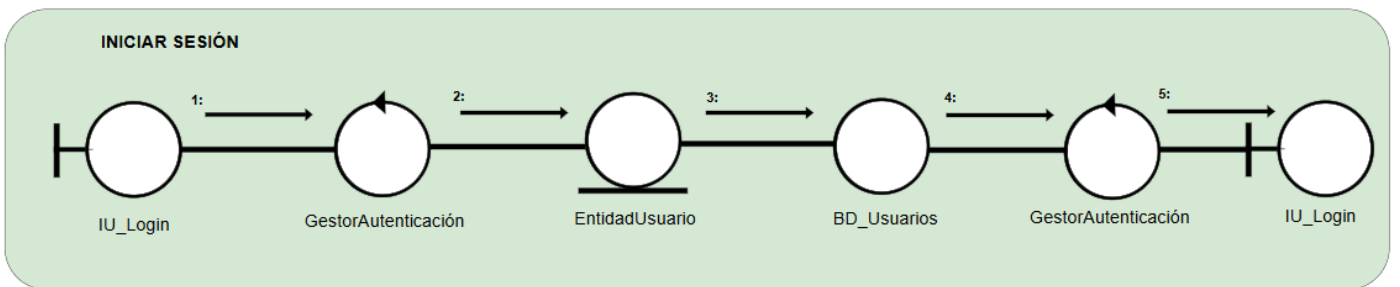 INICIAR SESIÓN
1:
2:
3:
4:
5:
IU_Login
GestorAutenticación
EntidadUsuario
BD_Usuarios
GestorAutenticación
IU_Login